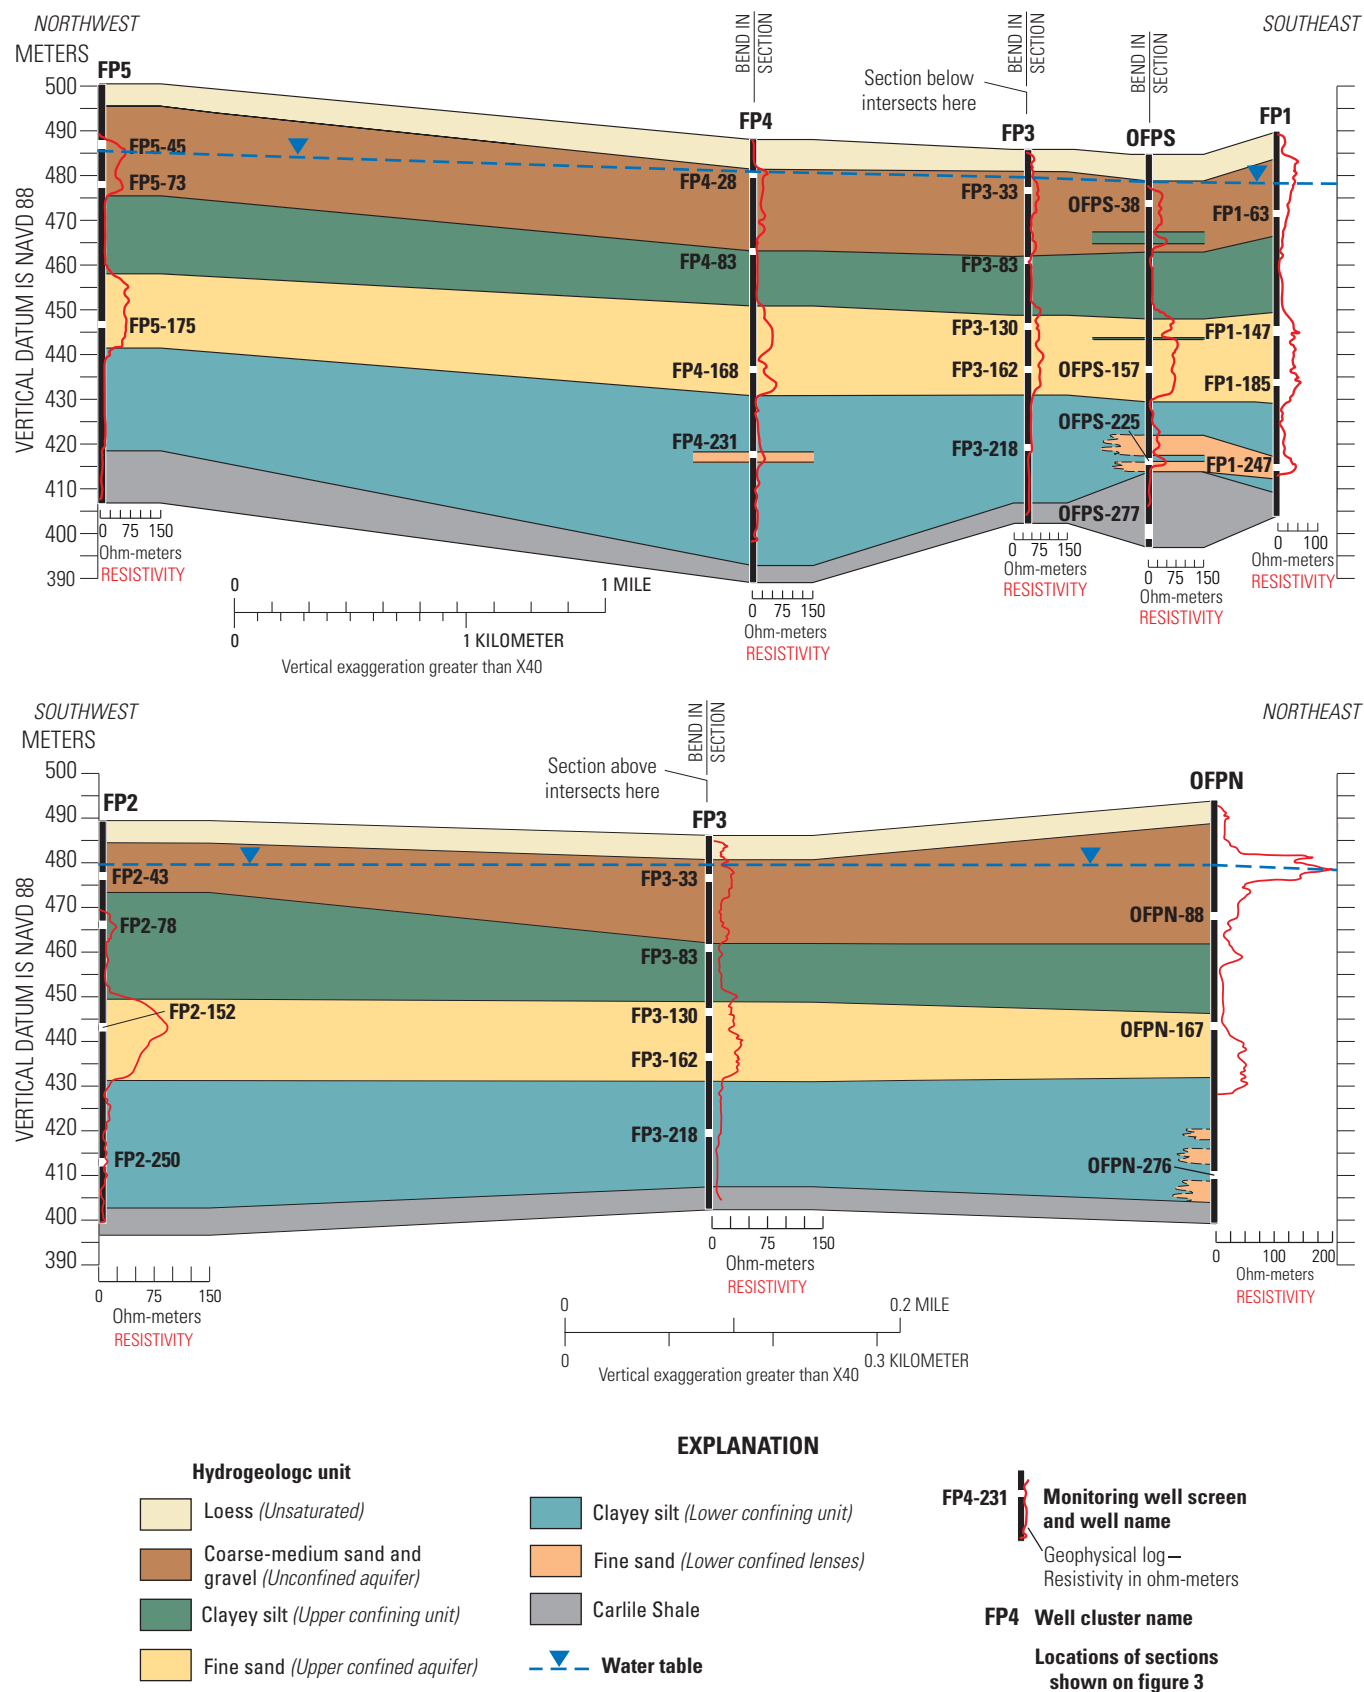 NORTHWEST
SOUTHEAST
METERS
BEND IN
SECTION
BEND IN
SECTION
BEND IN
SECTION
Section below
intersects here
FP5
FP4
FP3
OFPS
FP1
VERTICAL DATUM IS NAVD 88
500
490
480
470
460
450
440
430
420
410
400
390
FP5-45
FP5-73
FP5-175
FP4-28
FP4-83
FP4-168
FP4-231
FP3-33
FP3-83
FP3-130
FP3-162
FP3-218
OFPS-38
OFPS-157
OFPS-225
OFPS-277
FP1-63
FP1-147
FP1-185
FP1-247
0 75 150
Ohm-meters
RESISTIVITY
0 75 150
Ohm-meters
RESISTIVITY
0 75 150
Ohm-meters
RESISTIVITY
0 75 150
Ohm-meters
RESISTIVITY
0 100
Ohm-meters
RESISTIVITY
0 1 MILE
0 1 KILOMETER
Vertical exaggeration greater than X40
SOUTHWEST
NORTHEAST
METERS
BEND IN
SECTION
Section above
intersects here
FP2
FP3
OFPN
VERTICAL DATUM IS NAVD 88
500
490
480
470
460
450
440
430
420
410
400
390
FP2-43
FP2-78
FP2-152
FP2-250
FP3-33
FP3-83
FP3-130
FP3-162
FP3-218
OFPN-88
OFPN-167
OFPN-276
0 75 150
Ohm-meters
RESISTIVITY
0 75 150
Ohm-meters
RESISTIVITY
0 100 200
Ohm-meters
RESISTIVITY
0 0.2 MILE
0 0.3 KILOMETER
Vertical exaggeration greater than X40
EXPLANATION
Hydrogeologc unit
Loess (Unsaturated)
Coarse-medium sand and
gravel (Unconfined aquifer)
Clayey silt (Upper confining unit)
Fine sand (Upper confined aquifer)
Clayey silt (Lower confining unit)
Fine sand (Lower confined lenses)
Carlile Shale
Water table
FP4-231
Monitoring well screen
and well name
Geophysical log—
Resistivity in ohm-meters
FP4 Well cluster name
Locations of sections
shown on figure 3